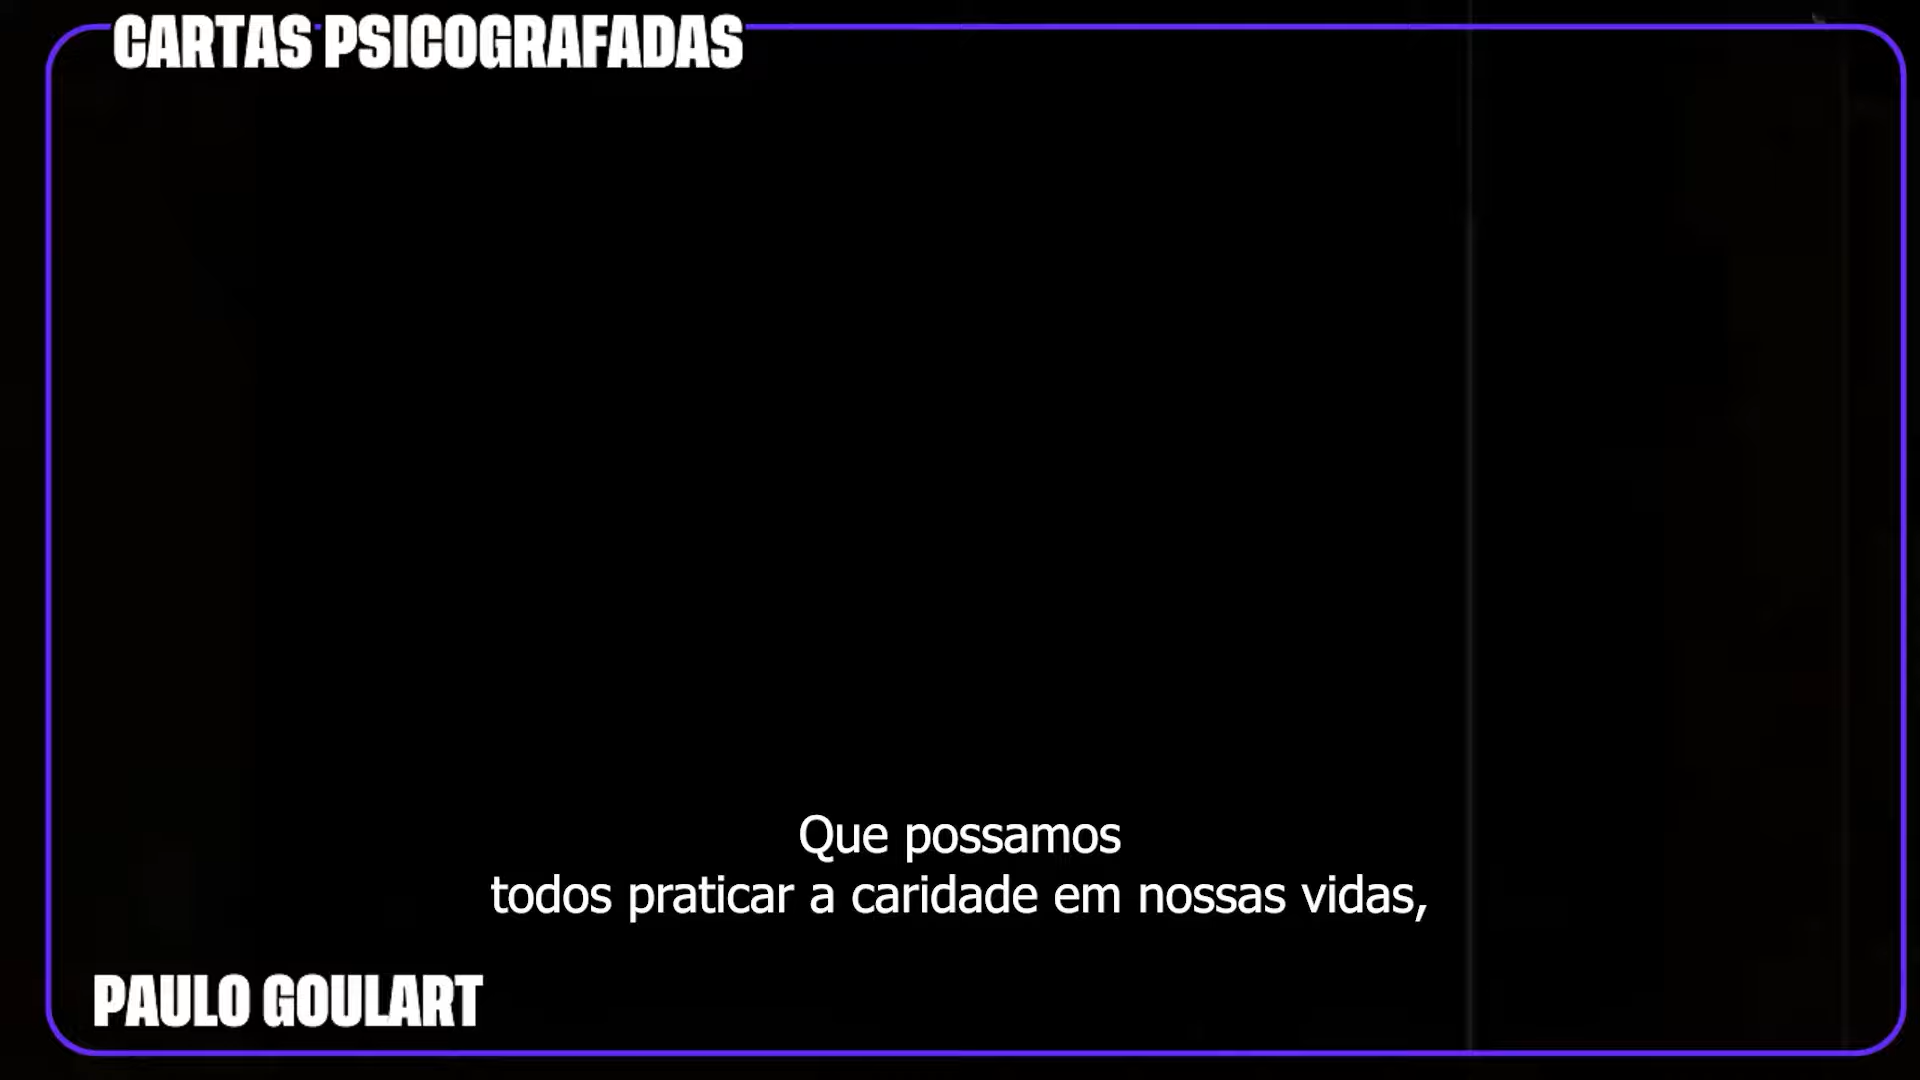 CARTAS PSICOGRAFADAS
Que possamos
todos praticar a caridade em nossas vidas,
PAULO GOULART